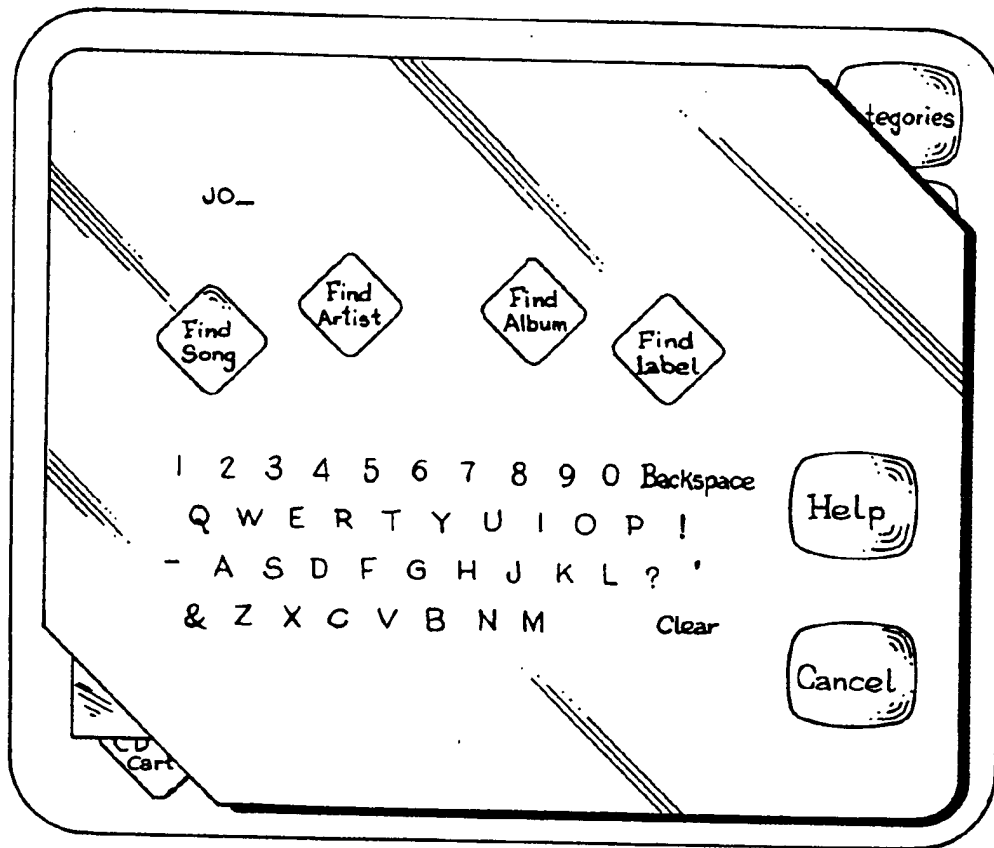 tegories
JO_
Find Song
Find Artist
Find Album
Find Label
1 2 3 4 5 6 7 8 9 0 Backspace
Q W E R T Y U I O P !
- A S D F G H J K L ? '
& Z X C V B N M Clear
Help
Cancel
CD
Cart